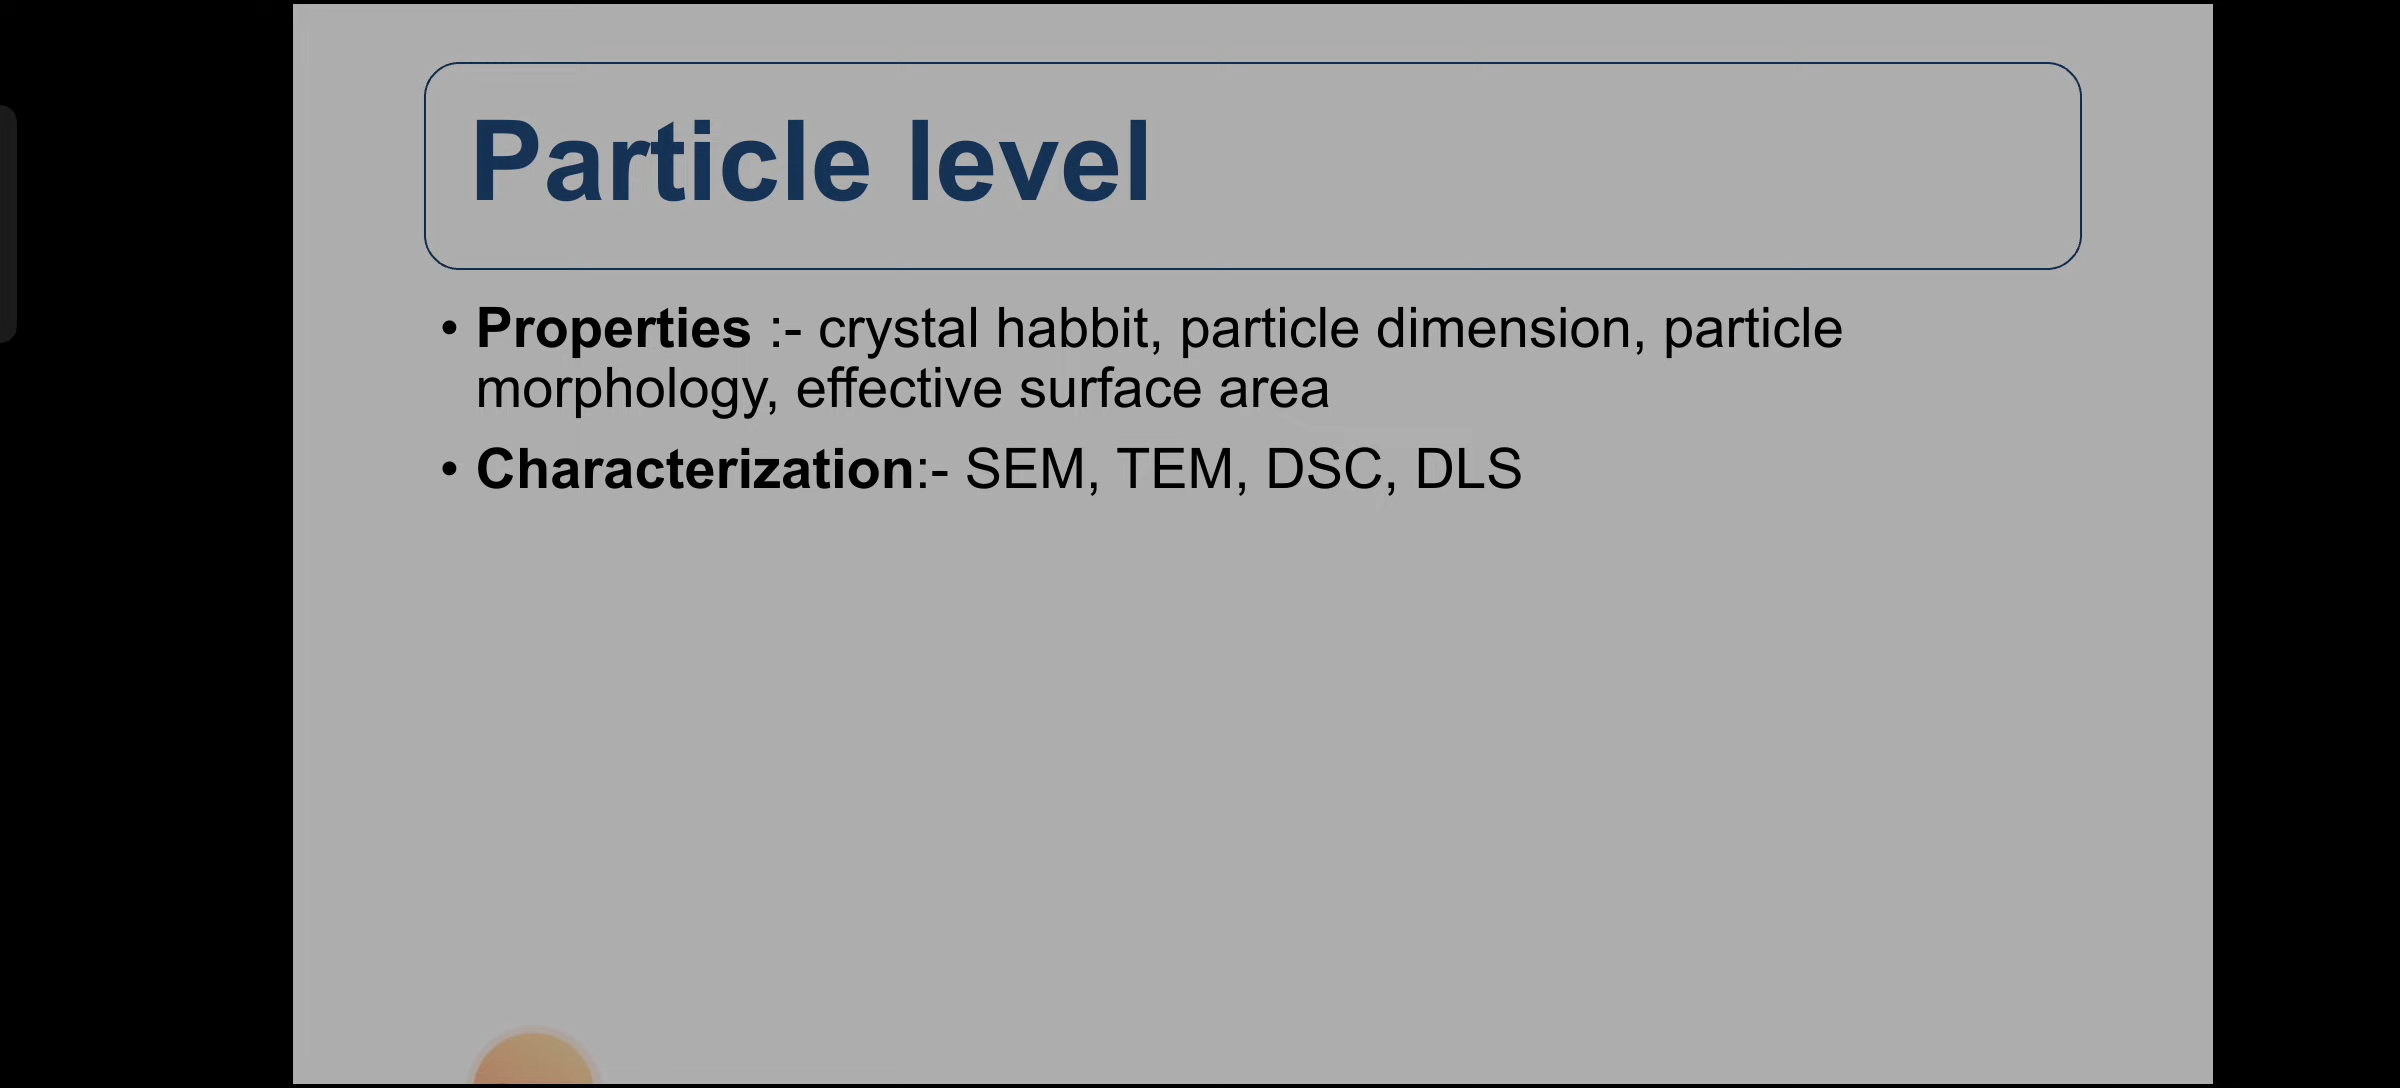 Particle level
• Properties :- crystal habbit, particle dimension, particle
morphology, effective surface area
• Characterization:- SEM, TEM, DSC, DLS